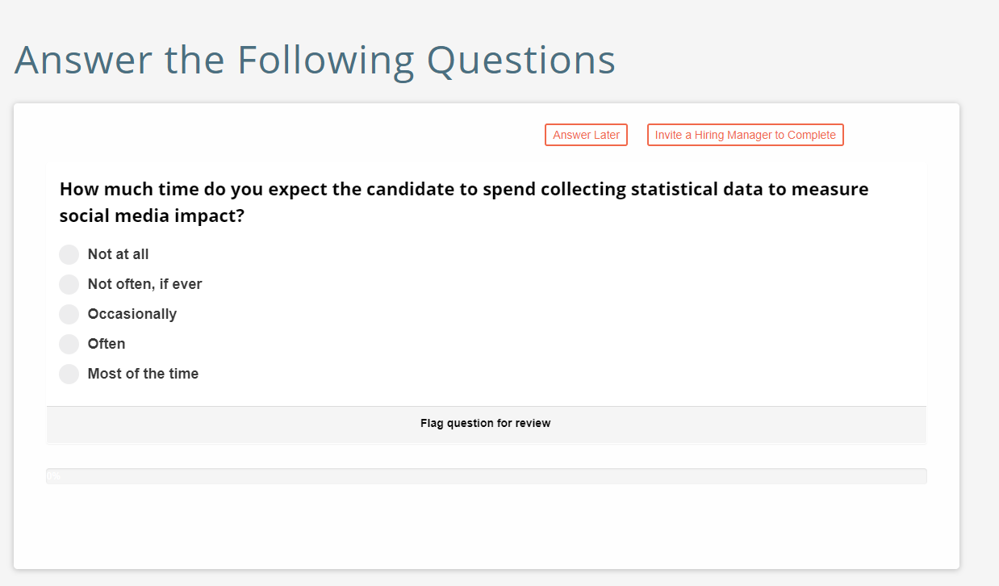 Answer the Following Questions
Answer Later
Invite a Hiring Manager to Complete
How much time do you expect the candidate to spend collecting statistical data to measure
social media impact?
Not at all
Not often, if ever
Occasionally
Often
Most of the time
Flag question for review
0%